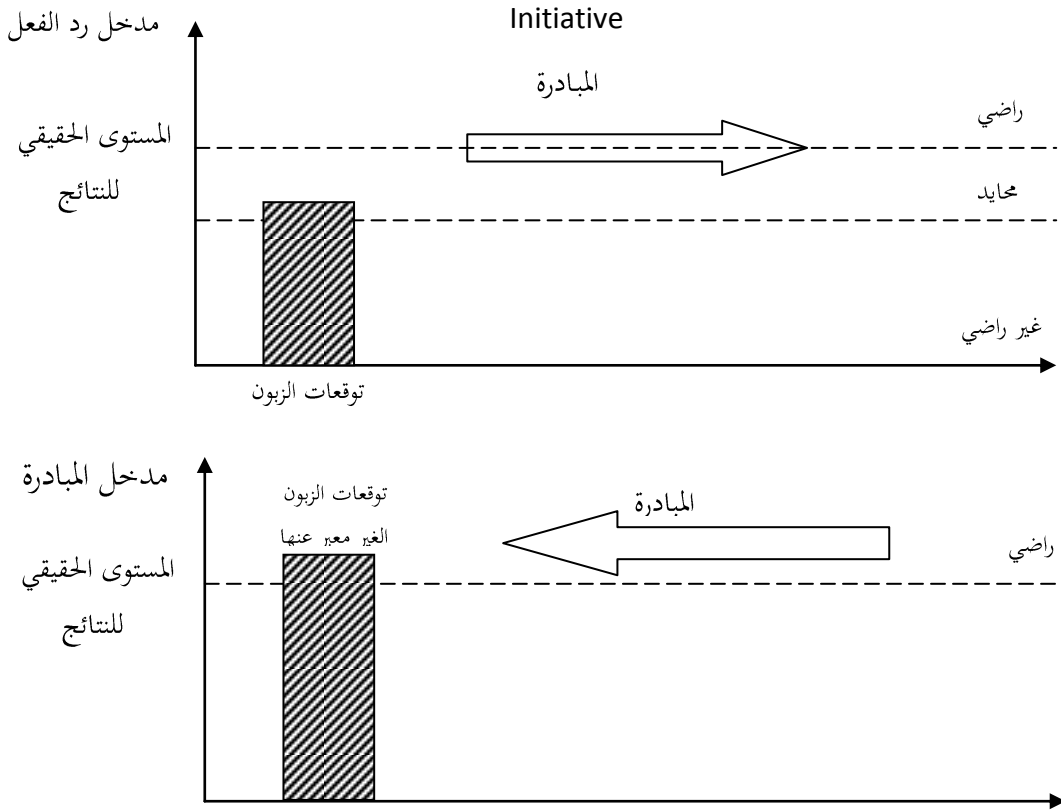 Initiative
مدخل رد الفعل
المبادرة
راضي
المستوى الحقيقي
للنتائج
محايد
غير راضي
توقعات الزبون
مدخل المبادرة
توقعات الزبون
الغير معبر عنها
المبادرة
راضي
المستوى الحقيقي
للنتائج